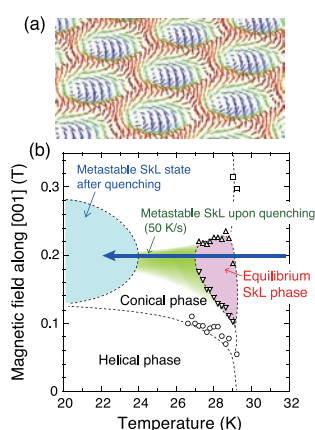 (a)
(b)
Magnetic field along [001] (T)
0.3
0.2
0.1
0
Metastable SkL state
after quenching
Metastable SkL upon quenching
(50 K/s)
Equilibrium
SkL phase
Conical phase
Helical phase
20 22 24 26 28 30 32
Temperature (K)